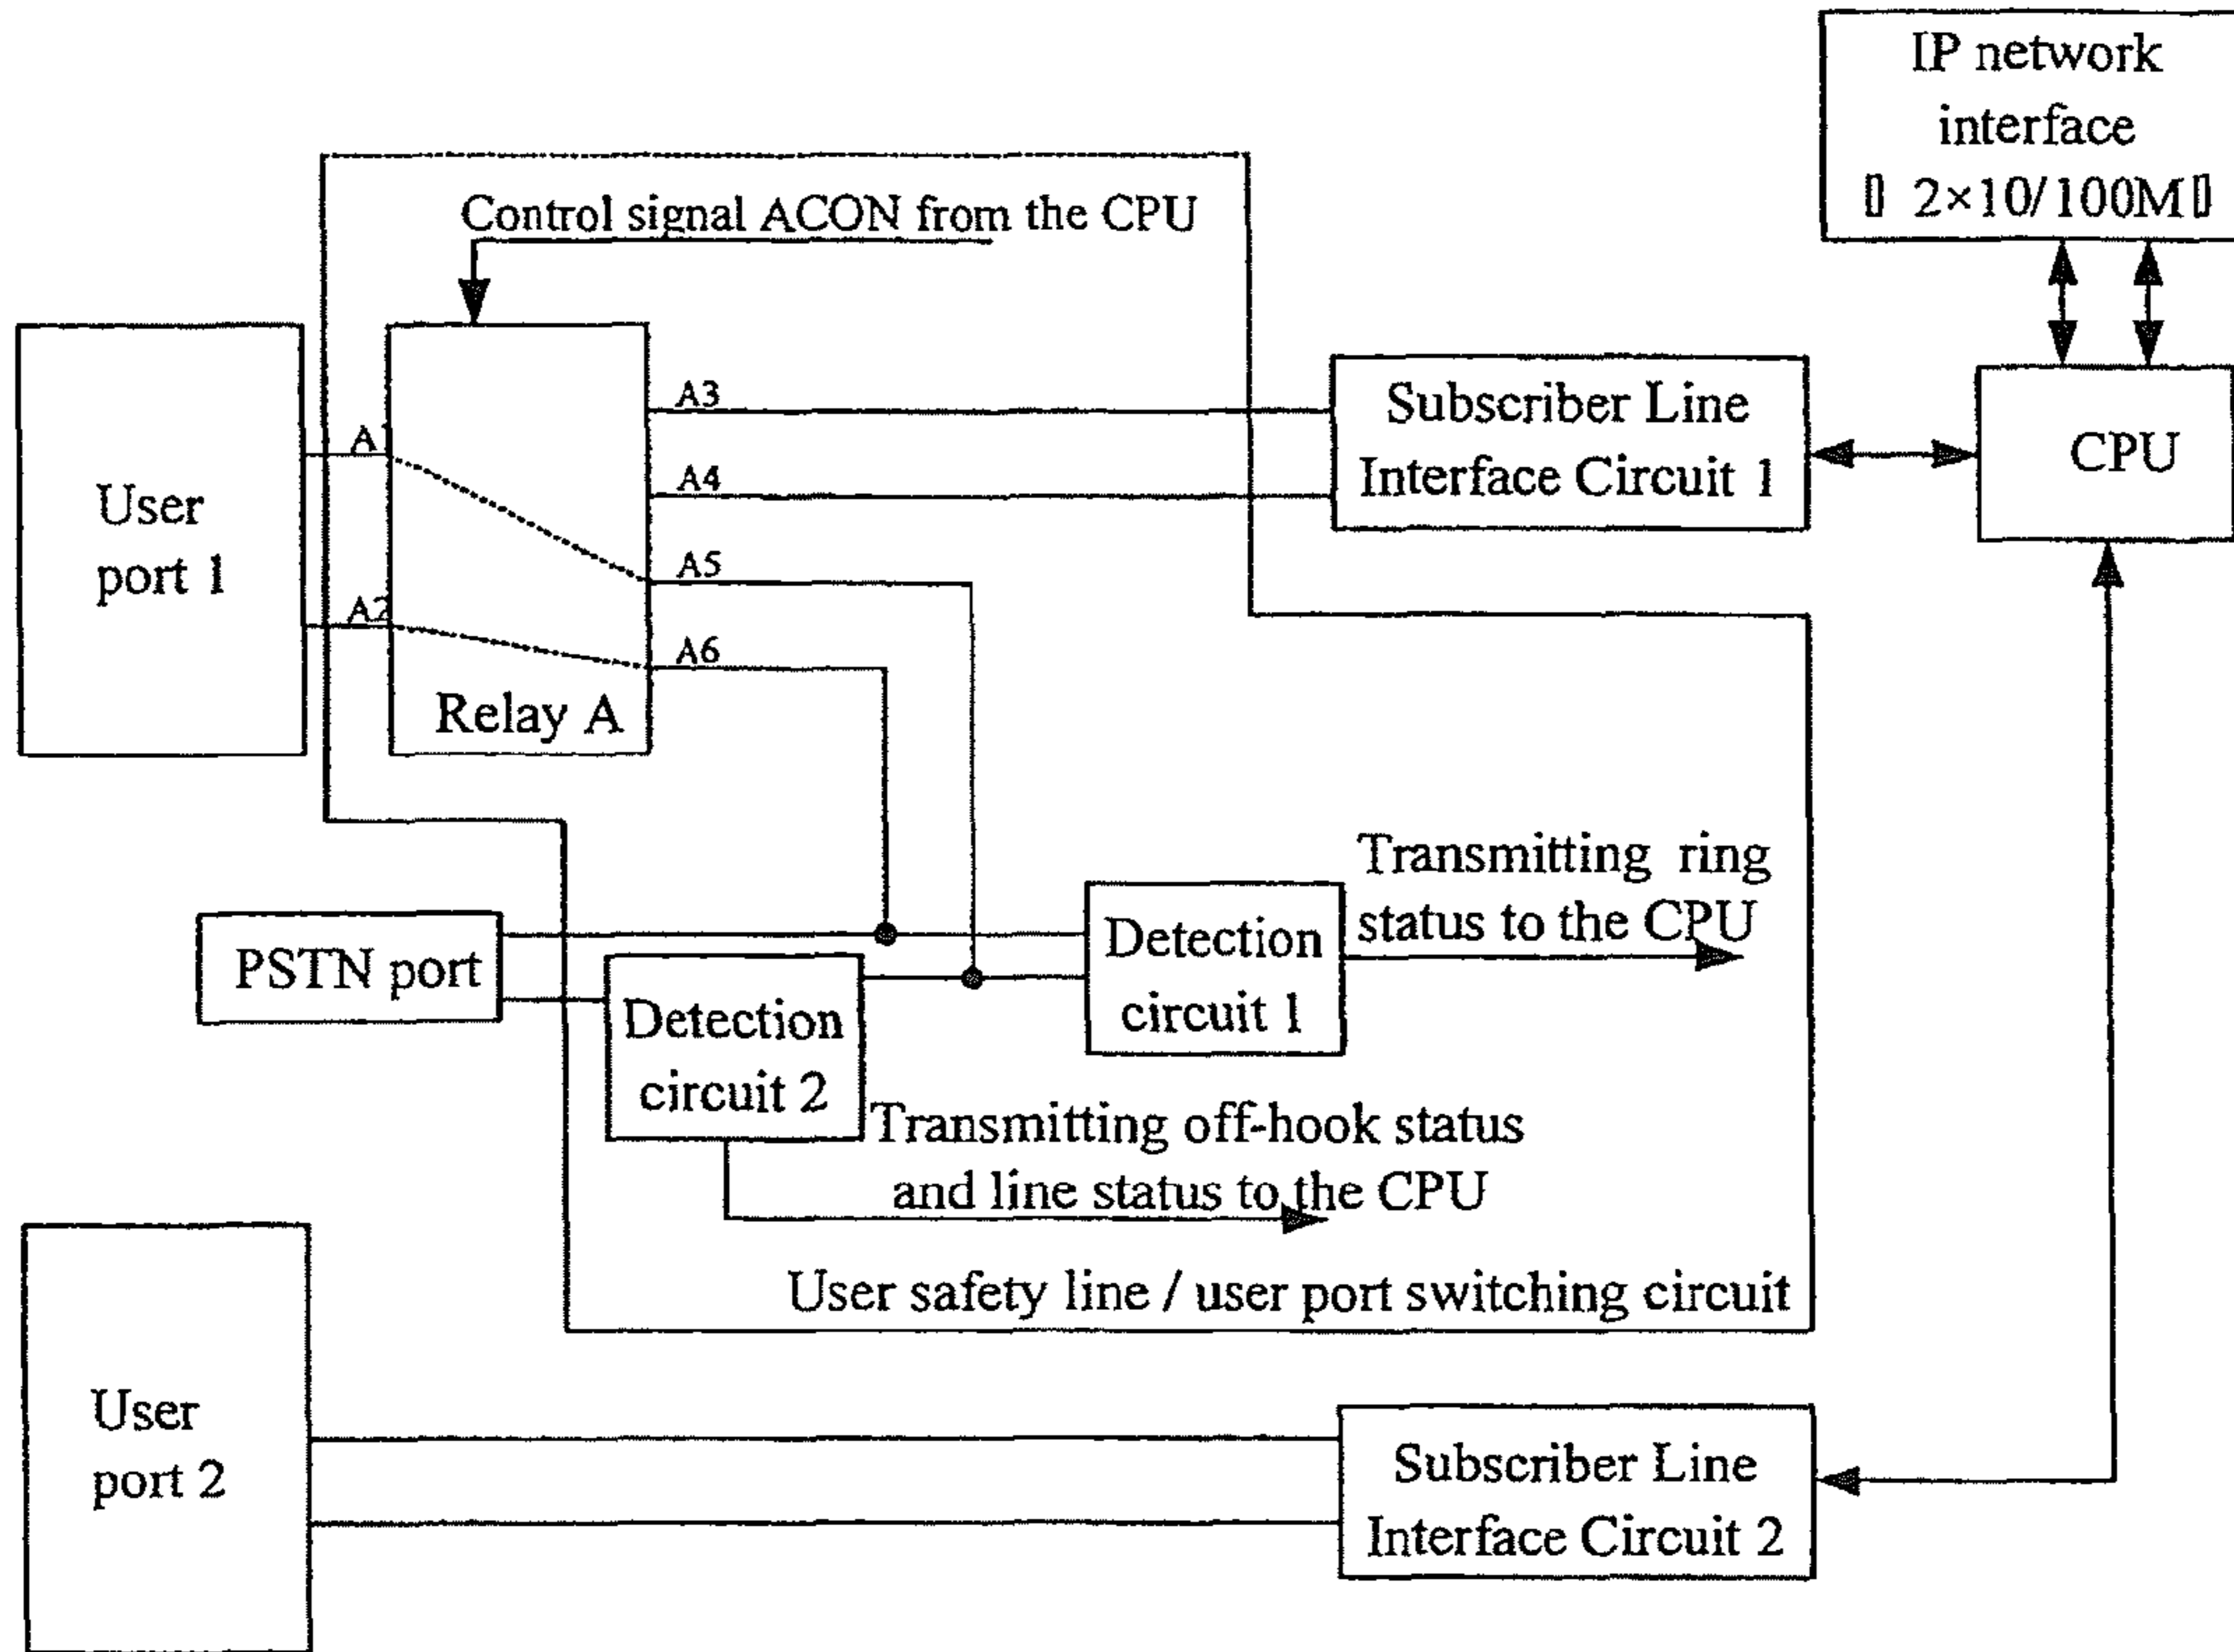 IP network
interface
▯ 2×10/100M▯
Control signal ACON from the CPU
A3
Subscriber Line
Interface Circuit 1
CPU
A
A4
User
port 1
A5
A2
A6
Relay A
Transmitting ring
status to the CPU
Detection
circuit 1
PSTN port
Detection
circuit 2
Transmitting off-hook status
and line status to the CPU
User safety line / user port switching circuit
User
port 2
Subscriber Line
Interface Circuit 2